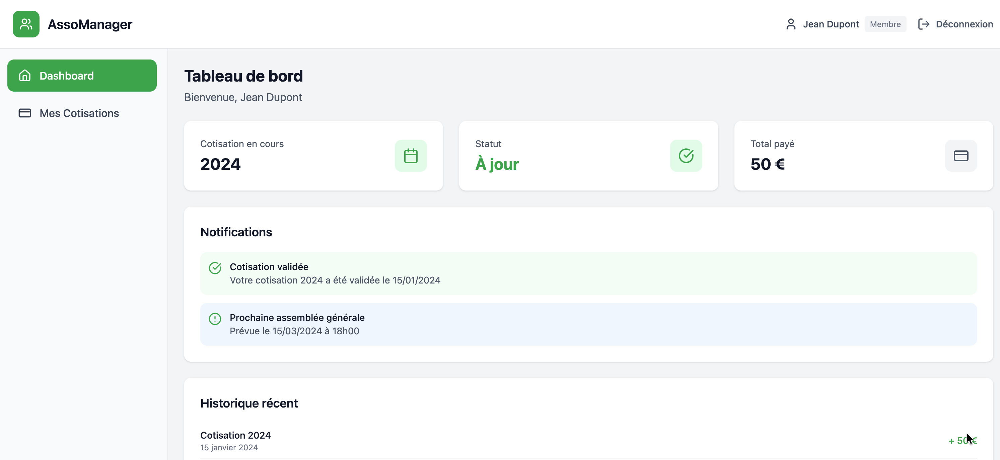 AssoManager
Jean Dupont
Membre
Déconnexion
Dashboard
Mes Cotisations
Tableau de bord
Bienvenue, Jean Dupont
Cotisation en cours
2024
Statut
À jour
Total payé
50 €
Notifications
Cotisation validée
Votre cotisation 2024 a été validée le 15/01/2024
Prochaine assemblée générale
Prévue le 15/03/2024 à 18h00
Historique récent
Cotisation 2024
15 janvier 2024
+ 50 €